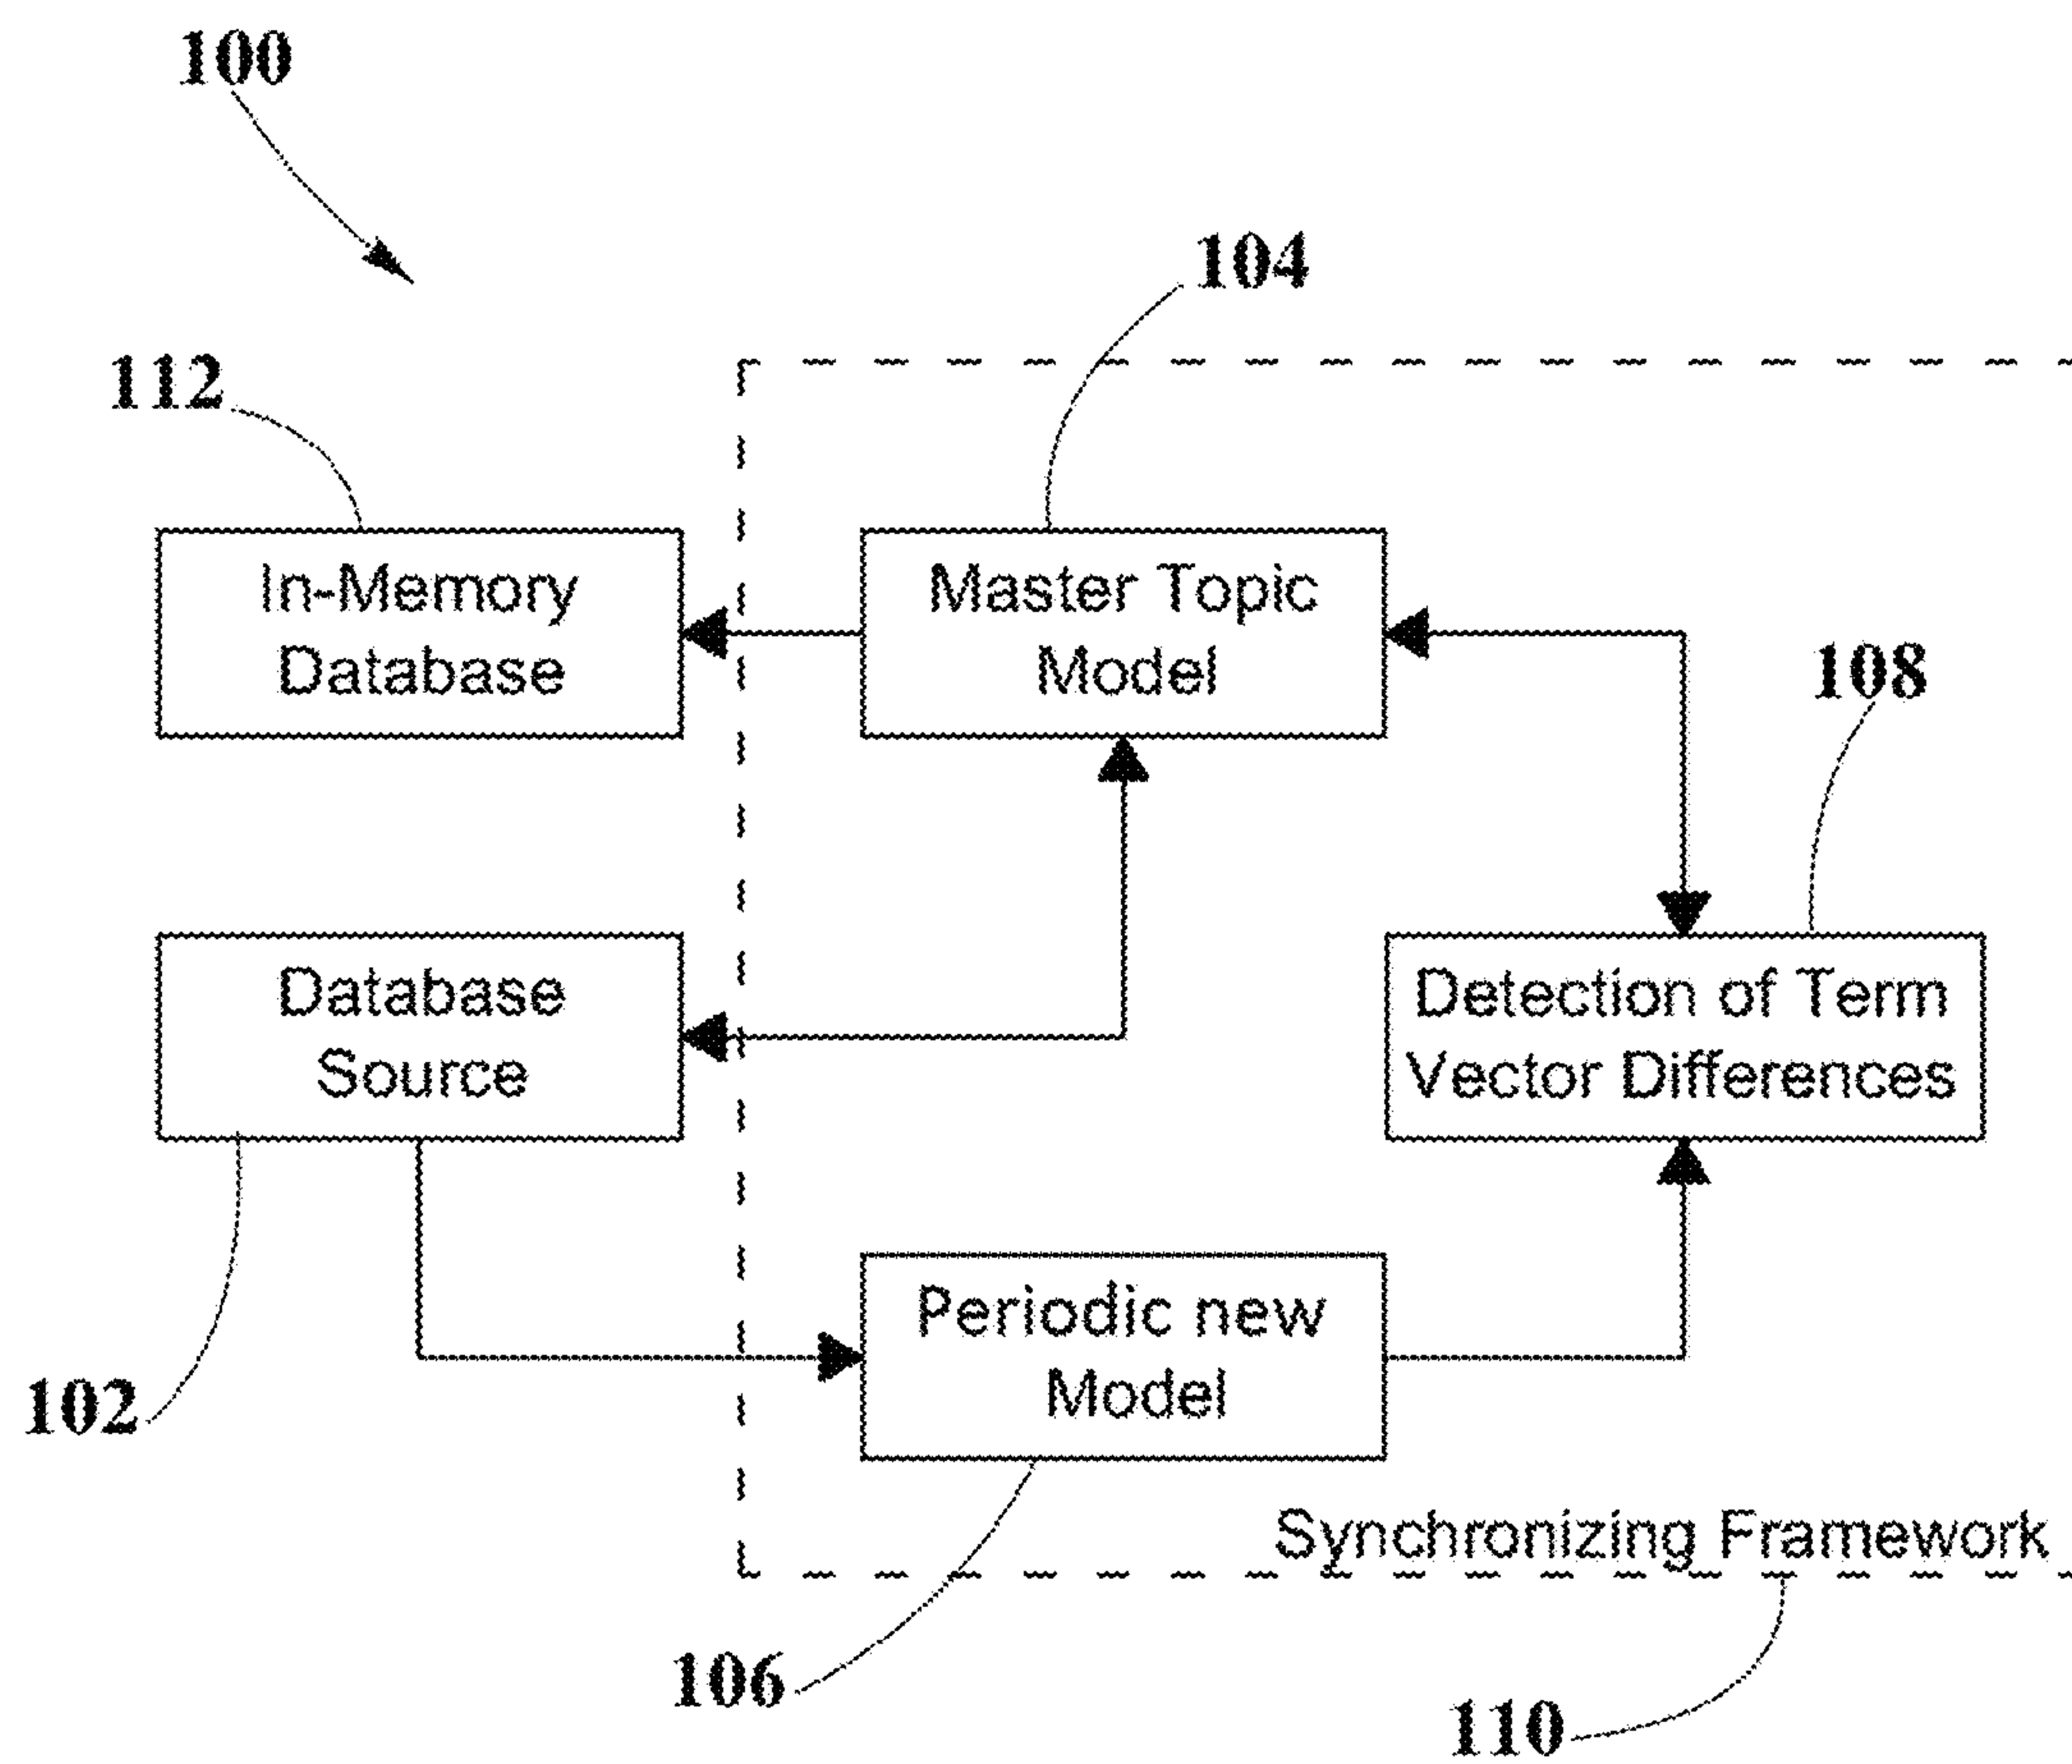 100
104
112
In-Memory
Database
Master Topic
Model
108
Database
Source
Detection of Term
Vector Differences
Periodic new
Model
102
Synchronizing Framework
106
110